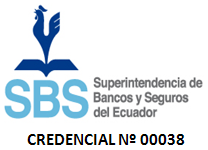 SBS
Superintendencia de
Bancos y Seguros
del Ecuador
CREDENCIAL Nº 00038